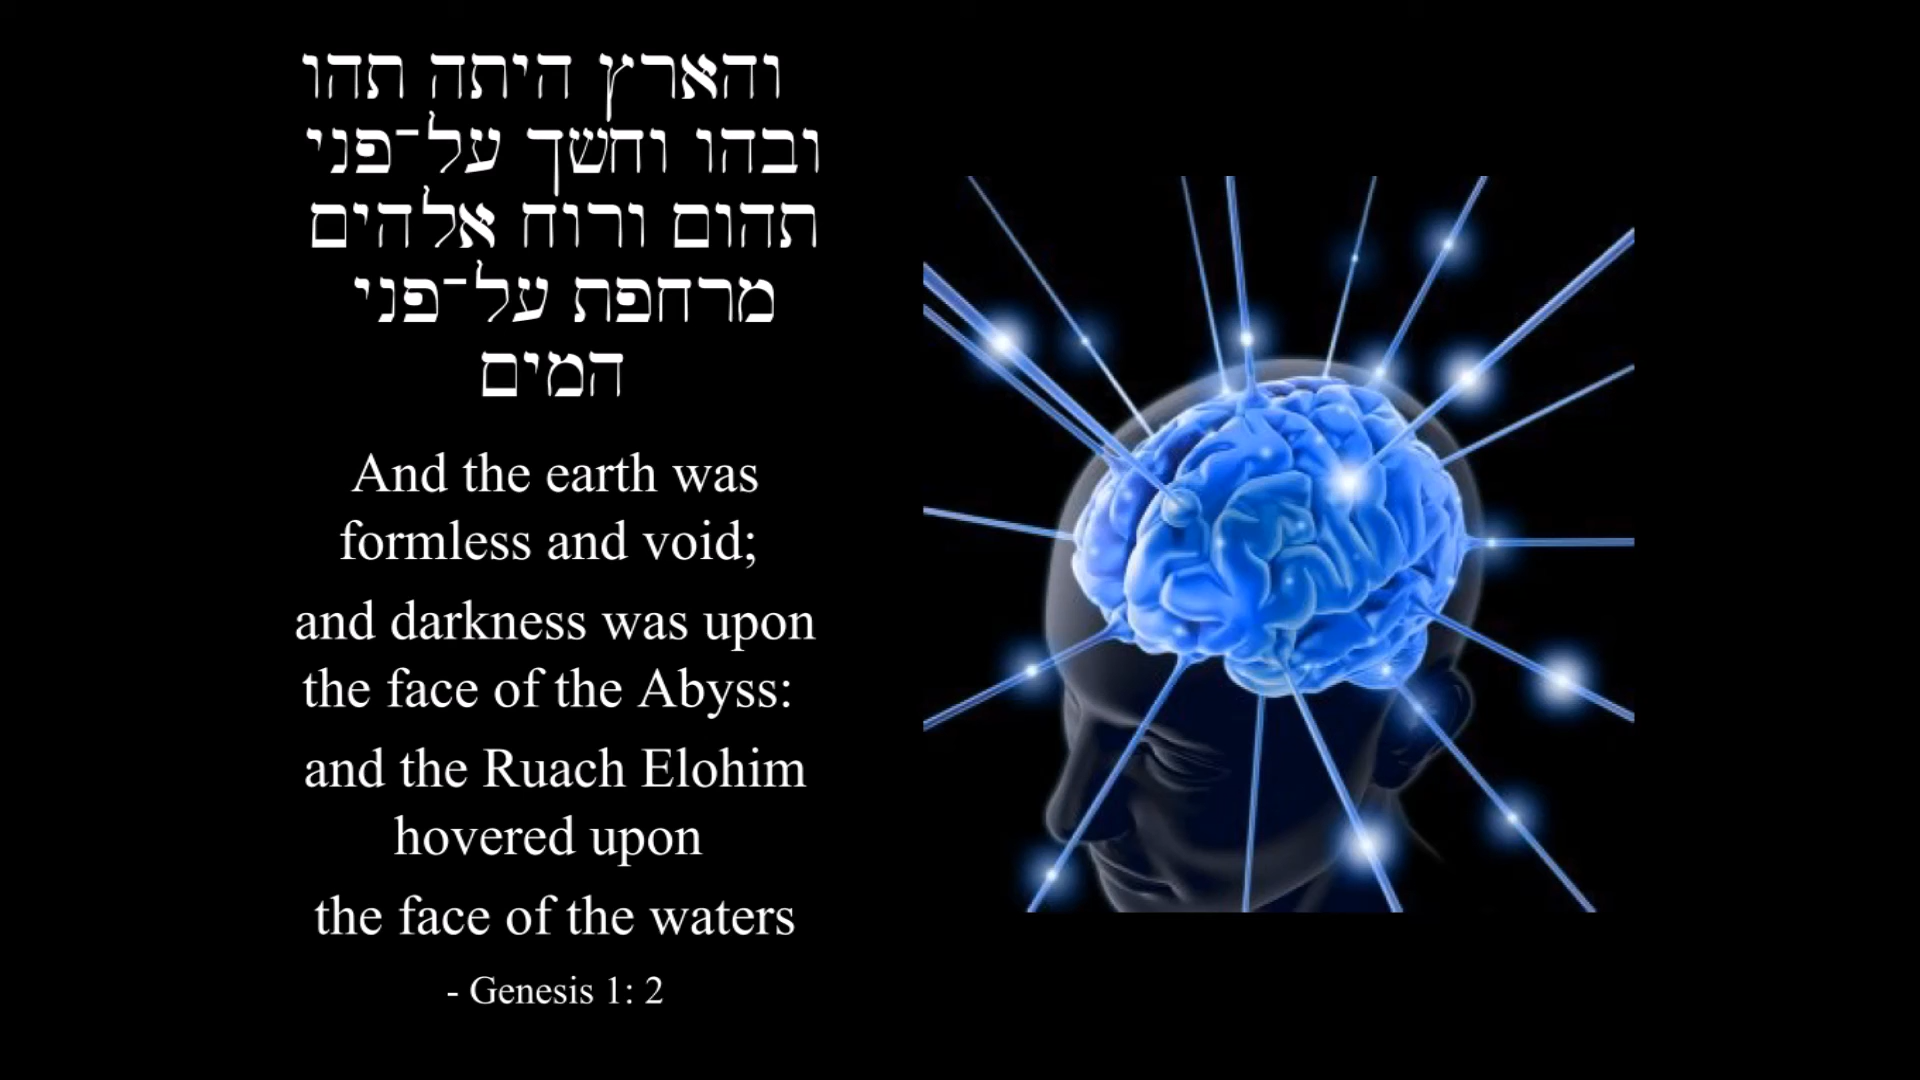 והארץ היתה תהו
ובהו וחשך על־פני
תהום ורוח אלהים
מרחפת על־פני
המים
And the earth was
formless and void;
and darkness was upon
the face of the Abyss:
and the Ruach Elohim
hovered upon
the face of the waters
- Genesis 1: 2